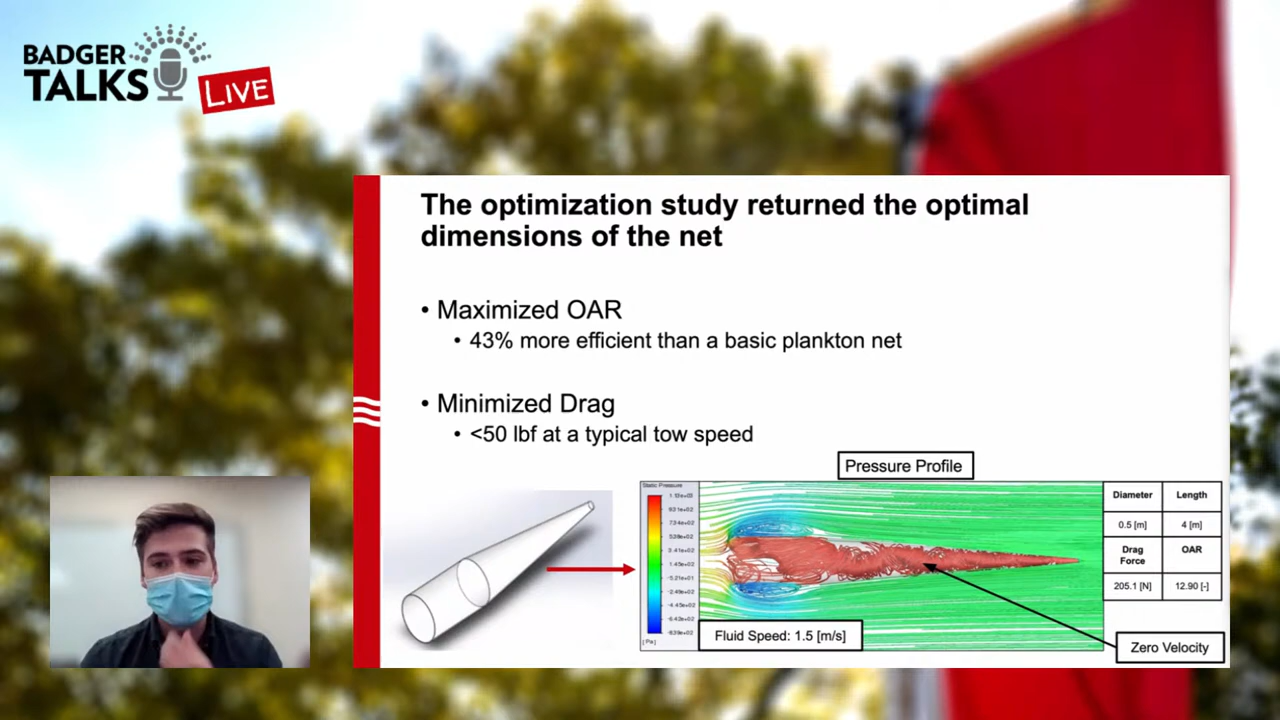 BADGER
TALKS
LIVE
The optimization study returned the optimal
dimensions of the net
• Maximized OAR
• 43% more efficient than a basic plankton net
• Minimized Drag
• <50 lbf at a typical tow speed
Pressure Profile
Static Pressure
Diameter Length
0.5 [m] 4 [m]
Drag
Force
OAR
205.1 [N] 12.90 [-]
[Pa]
Fluid Speed: 1.5 [m/s]
Zero Velocity